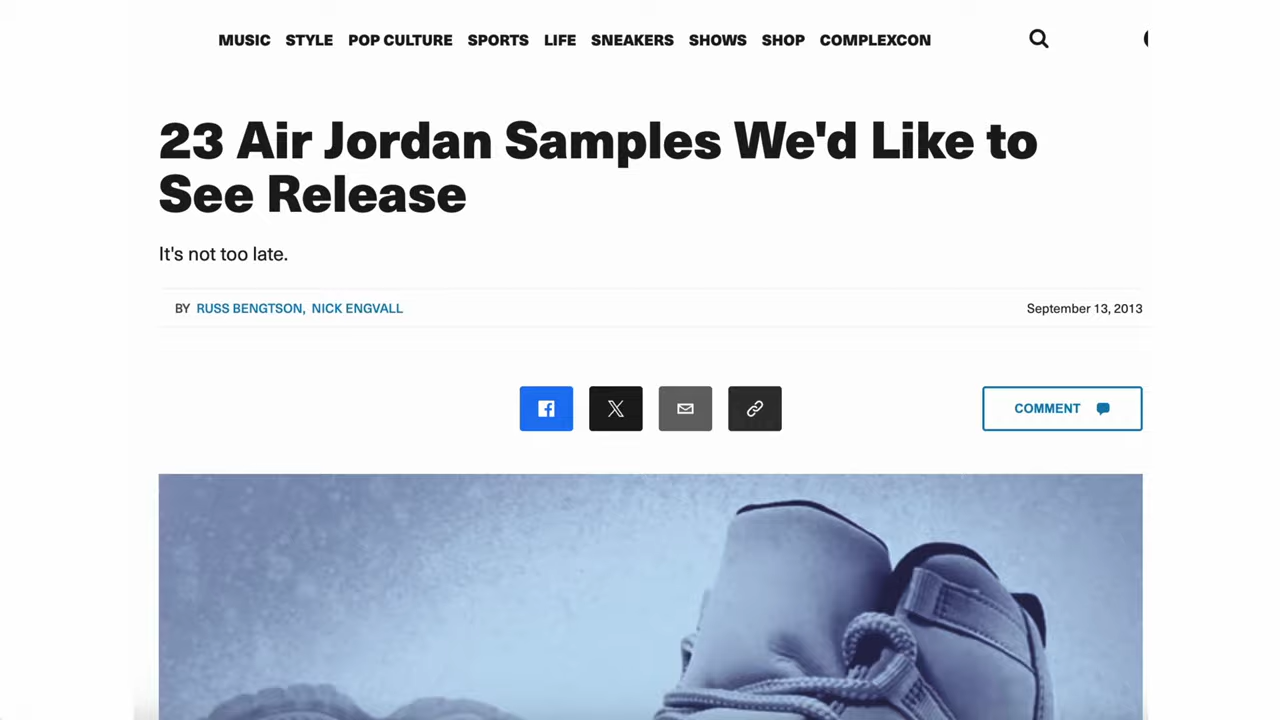 MUSIC STYLE POP CULTURE SPORTS LIFE SNEAKERS SHOWS SHOP COMPLEXCON
23 Air Jordan Samples We'd Like to
See Release
It's not too late.
BY RUSS BENGTSON, NICK ENGVALL
September 13, 2013
COMMENT